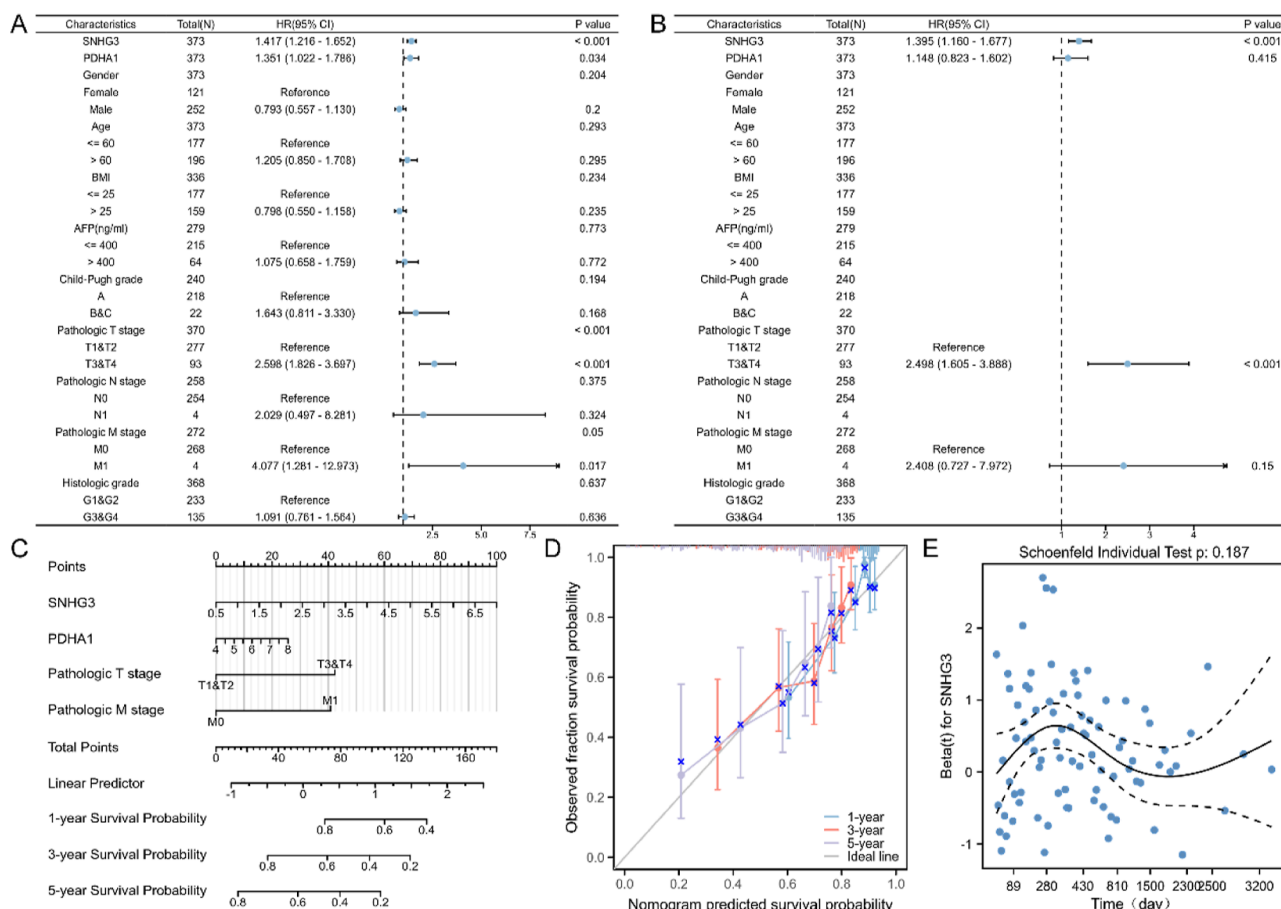 A
Characteristics Total(N) HR(95% CI) P value
SNHG3 373 1.417 (1.216 - 1.652) < 0.001
PDHA1 373 1.351 (1.022 - 1.786) 0.034
Gender 373 0.204
Female 121 Reference
Male 252 0.793 (0.557 - 1.130) 0.2
Age 373 0.293
<= 60 177 Reference
> 60 196 1.205 (0.850 - 1.708) 0.295
BMI 336 0.234
<= 25 177 Reference
> 25 159 0.798 (0.550 - 1.158) 0.235
AFP(ng/ml) 279 0.773
<= 400 215 Reference
> 400 64 1.075 (0.658 - 1.759) 0.772
Child-Pugh grade 240 0.194
A 218 Reference
B&C 22 1.643 (0.811 - 3.330) 0.168
Pathologic T stage 370 < 0.001
T1&T2 277 Reference
T3&T4 93 2.598 (1.826 - 3.697) < 0.001
Pathologic N stage 258 0.375
N0 254 Reference
N1 4 2.029 (0.497 - 8.281) 0.324
Pathologic M stage 272 0.05
M0 268 Reference
M1 4 4.077 (1.281 - 12.973) 0.017
Histologic grade 368 0.637
G1&G2 233 Reference
G3&G4 135 1.091 (0.761 - 1.564) 0.636
2.5 5.0 7.5
B
Characteristics Total(N) HR(95% CI) P value
SNHG3 373 1.395 (1.160 - 1.677) < 0.001
PDHA1 373 1.148 (0.823 - 1.602) 0.415
Gender 373
Female 121
Male 252
Age 373
<= 60 177
> 60 196
BMI 336
<= 25 177
> 25 159
AFP(ng/ml) 279
<= 400 215
> 400 64
Child-Pugh grade 240
A 218
B&C 22
Pathologic T stage 370
T1&T2 277 Reference
T3&T4 93 2.498 (1.605 - 3.888) < 0.001
Pathologic N stage 258
N0 254
N1 4
Pathologic M stage 272
M0 268 Reference
M1 4 2.408 (0.727 - 7.972) 0.15
Histologic grade 368
G1&G2 233
G3&G4 135
1 2 3 4
C
0 20 40 60 80 100
Points
SNHG3
0.5 1.5 2.5 3.5 4.5 5.5 6.5
PDHA1
4 5 6 7 8
T3&T4
Pathologic T stage
T1&T2
M1
Pathologic M stage
M0
Total Points
0 40 80 120 160
Linear Predictor
-1 0 1 2
1-year Survival Probability
0.8 0.6 0.4
3-year Survival Probability
0.8 0.6 0.4 0.2
5-year Survival Probability
0.8 0.6 0.4 0.2
D
Observed fraction survival probability
1.0
0.8
0.6
0.4
0.2
0.0
1-year
3-year
5-year
Ideal line
0.0 0.2 0.4 0.6 0.8 1.0
Nomogram predicted survival probability
E
Schoenfeld Individual Test p: 0.187
Beta(t) for SNHG3
2
1
0
-1
89 280 430 810 1500 2300 2500 3200
Time (day)